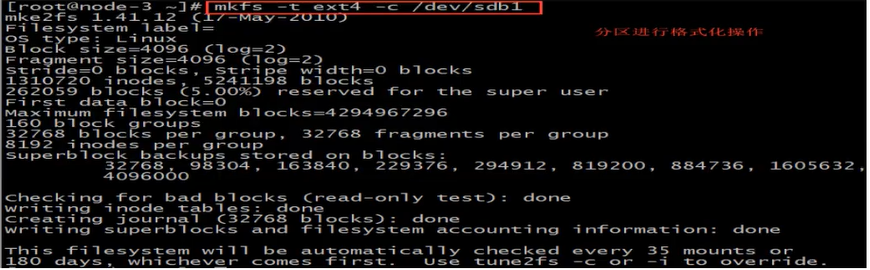 [root@node-3 ~]# mkfs -t ext4 -c /dev/sdb1
mke2fs 1.41.12 (17-May-2010)
分区进行格式化操作
Filesystem label=
OS type: Linux
Block size=4096 (log=2)
Fragment size=4096 (log=2)
Stride=0 blocks, Stripe width=0 blocks
1310720 inodes, 5241198 blocks
262059 blocks (5.00%) reserved for the super user
First data block=0
Maximum filesystem blocks=4294967296
160 block groups
32768 blocks per group, 32768 fragments per group
8192 inodes per group
Superblock backups stored on blocks:
32768, 98304, 163840, 229376, 294912, 819200, 884736, 1605632,
4096000
Checking for bad blocks (read-only test): done
Writing inode tables: done
Creating journal (32768 blocks): done
Writing superblocks and filesystem accounting information: done
This filesystem will be automatically checked every 35 mounts or
180 days, whichever comes first.  Use tune2fs -c or -i to override.